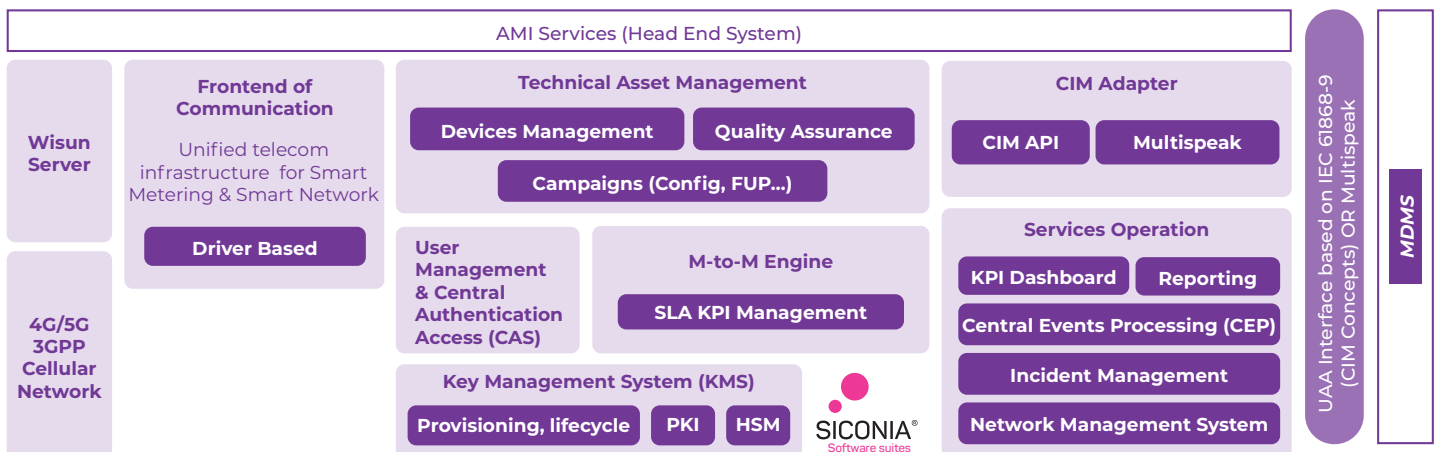 AMI Services (Head End System)
Wisun
Server
4G/5G
3GPP
Cellular
Network
Frontend of
Communication
Unified telecom
infrastructure for Smart
Metering & Smart Network
Driver Based
Technical Asset Management
Devices Management
Quality Assurance
Campaigns (Config, FUP...)
User
Management
& Central
Authentication
Access (CAS)
M-to-M Engine
SLA KPI Management
Key Management System (KMS)
Provisioning, lifecycle
PKI
HSM
SICONIA®
Software suites
CIM Adapter
CIM API
Multispeak
Services Operation
KPI Dashboard
Reporting
Central Events Processing (CEP)
Incident Management
Network Management System
UAA Interface based on IEC 61868-9
(CIM Concepts) OR Multispeak
MDMS